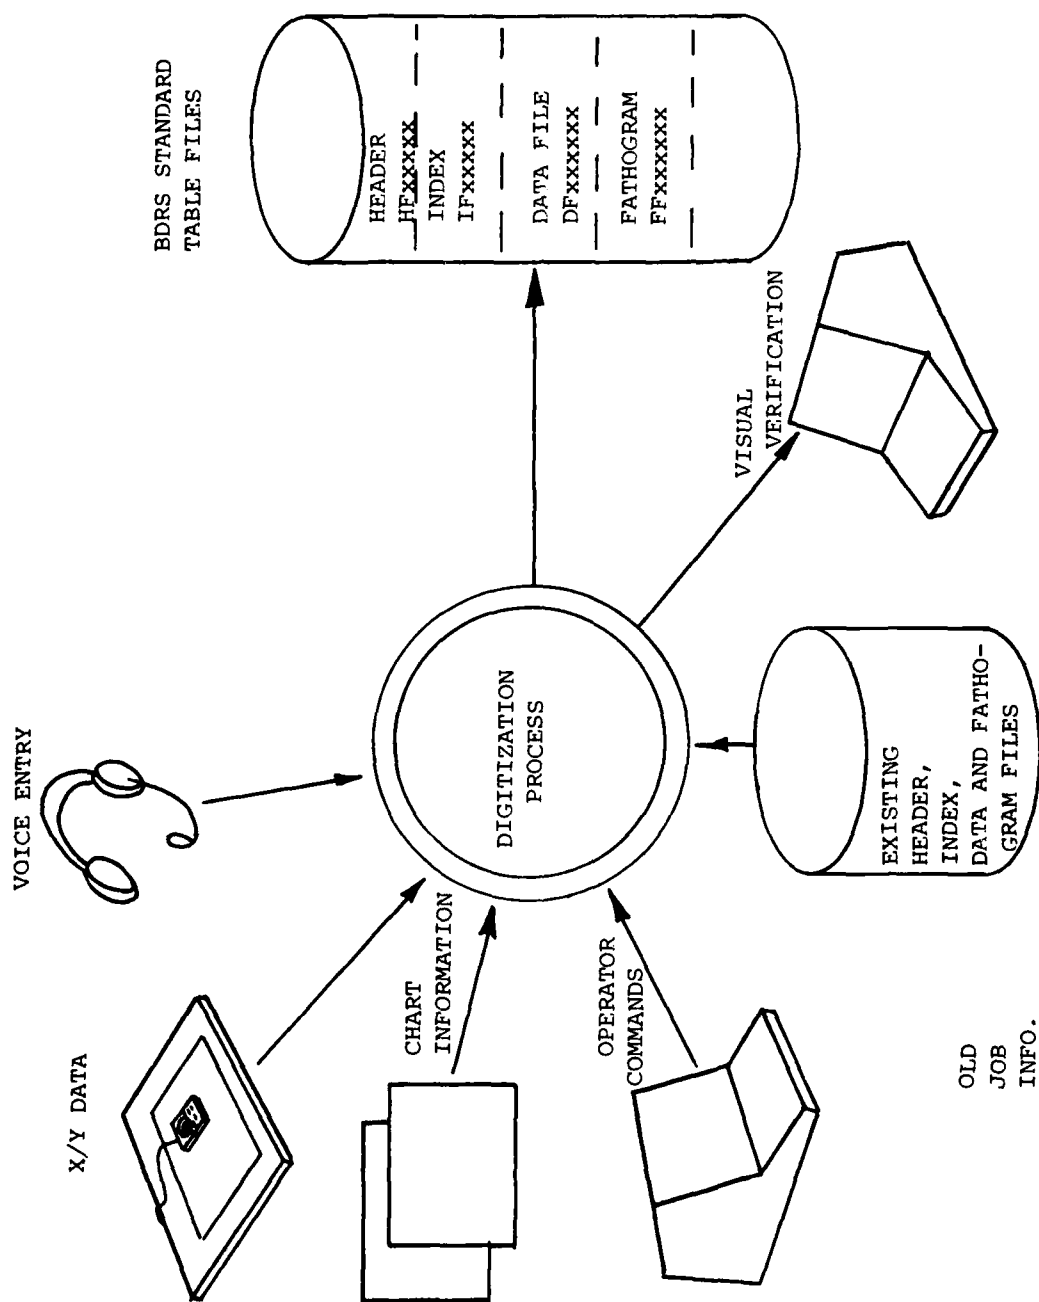 X/Y DATA
VOICE ENTRY
BDRS STANDARD
TABLE FILES
HEADER
HFxxxxxx
INDEX
IFxxxxx
DATA FILE
DFxxxxxx
FATHOGRAM
FFxxxxxx
CHART
INFORMATION
DIGITIZATION
PROCESS
OPERATOR
COMMANDS
VISUAL
VERIFICATION
OLD
JOB
INFO.
EXISTING
HEADER,
INDEX,
DATA AND FATHO-
GRAM FILES